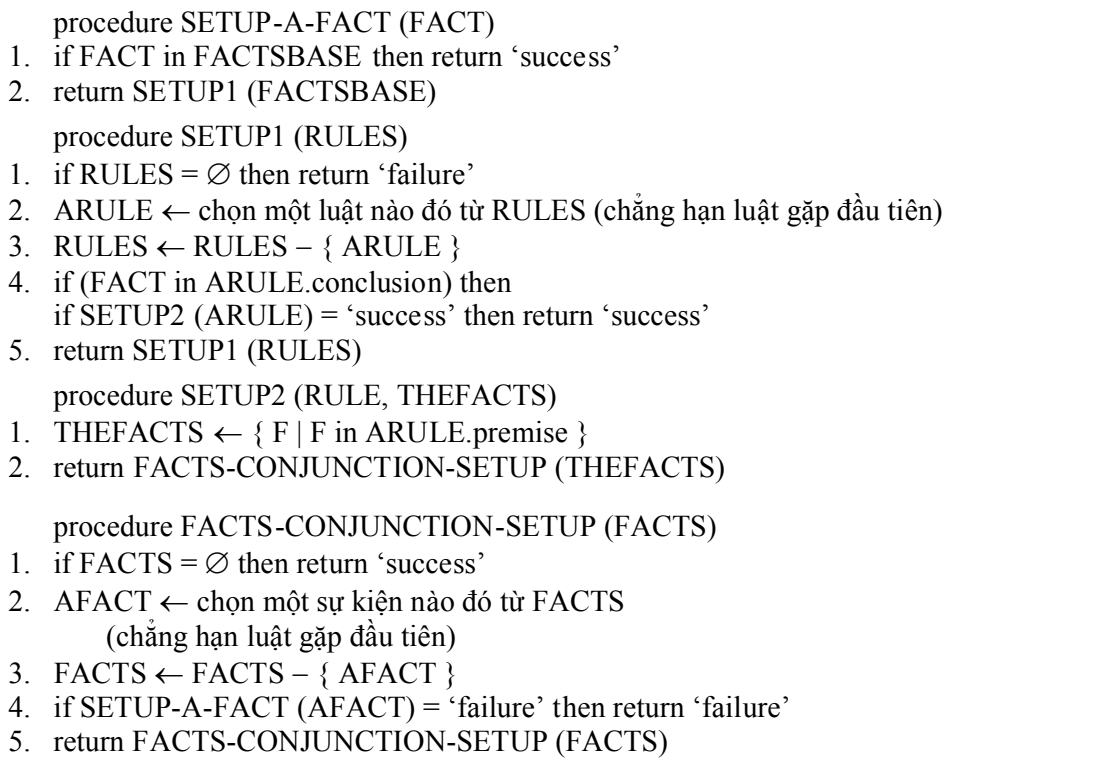 procedure SETUP-A-FACT (FACT)
1. if FACT in FACTSBASE then return ‘success’
2. return SETUP1 (FACTSBASE)
procedure SETUP1 (RULES)
1. if RULES = ∅ then return ‘failure’
2. ARULE ← chọn một luật nào đó từ RULES (chẳng hạn luật gặp đầu tiên)
3. RULES ← RULES – { ARULE }
4. if (FACT in ARULE.conclusion) then
if SETUP2 (ARULE) = ‘success’ then return ‘success’
5. return SETUP1 (RULES)
procedure SETUP2 (RULE, THEFACTS)
1. THEFACTS ← { F | F in ARULE.premise }
2. return FACTS-CONJUNCTION-SETUP (THEFACTS)
procedure FACTS-CONJUNCTION-SETUP (FACTS)
1. if FACTS = ∅ then return ‘success’
2. AFACT ← chọn một sự kiện nào đó từ FACTS
(chẳng hạn luật gặp đầu tiên)
3. FACTS ← FACTS – { AFACT }
4. if SETUP-A-FACT (AFACT) = ‘failure’ then return ‘failure’
5. return FACTS-CONJUNCTION-SETUP (FACTS)